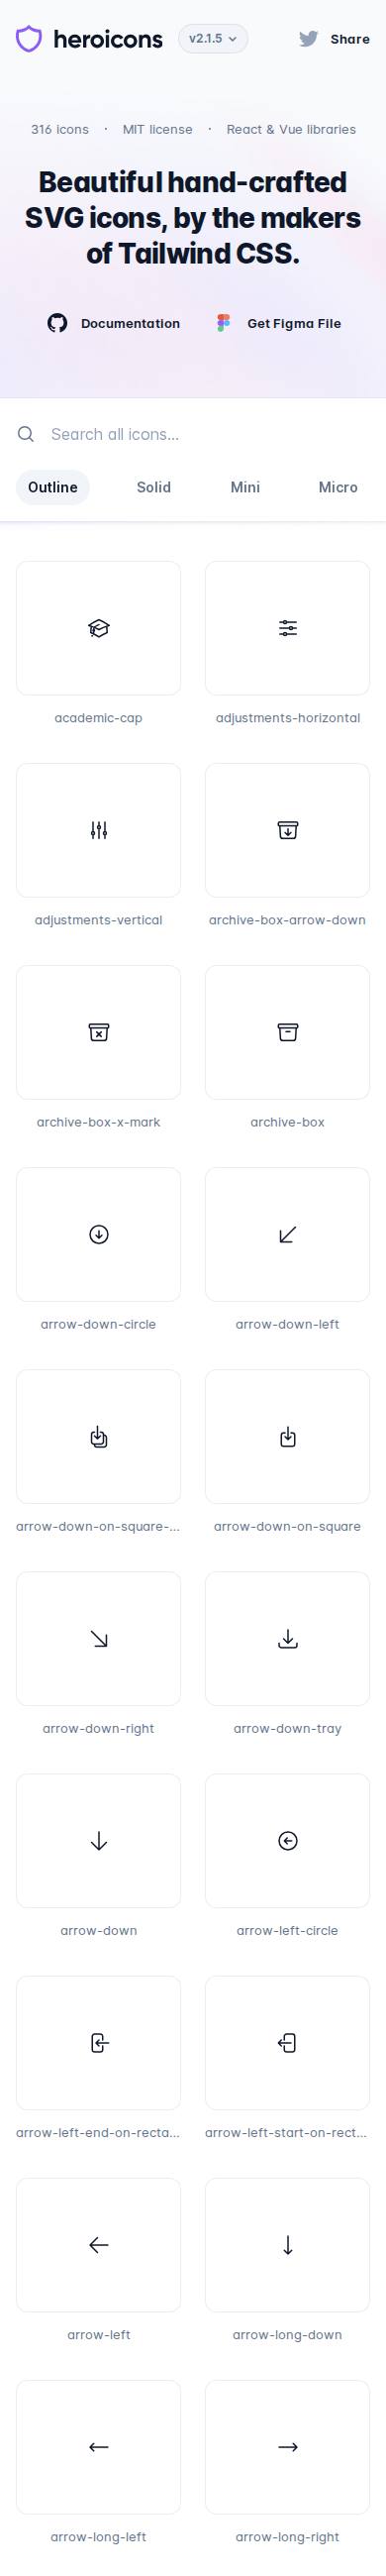 heroicons v2.1.5 Share
316 icons · MIT license · React & Vue libraries
Beautiful hand-crafted
SVG icons, by the makers
of Tailwind CSS.
Documentation Get Figma File
Search all icons...
Outline Solid Mini Micro
academic-cap adjustments-horizontal
adjustments-vertical archive-box-arrow-down
archive-box-x-mark archive-box
arrow-down-circle arrow-down-left
arrow-down-on-square-... arrow-down-on-square
arrow-down-right arrow-down-tray
arrow-down arrow-left-circle
arrow-left-end-on-recta... arrow-left-start-on-rect...
arrow-left arrow-long-down
arrow-long-left arrow-long-right